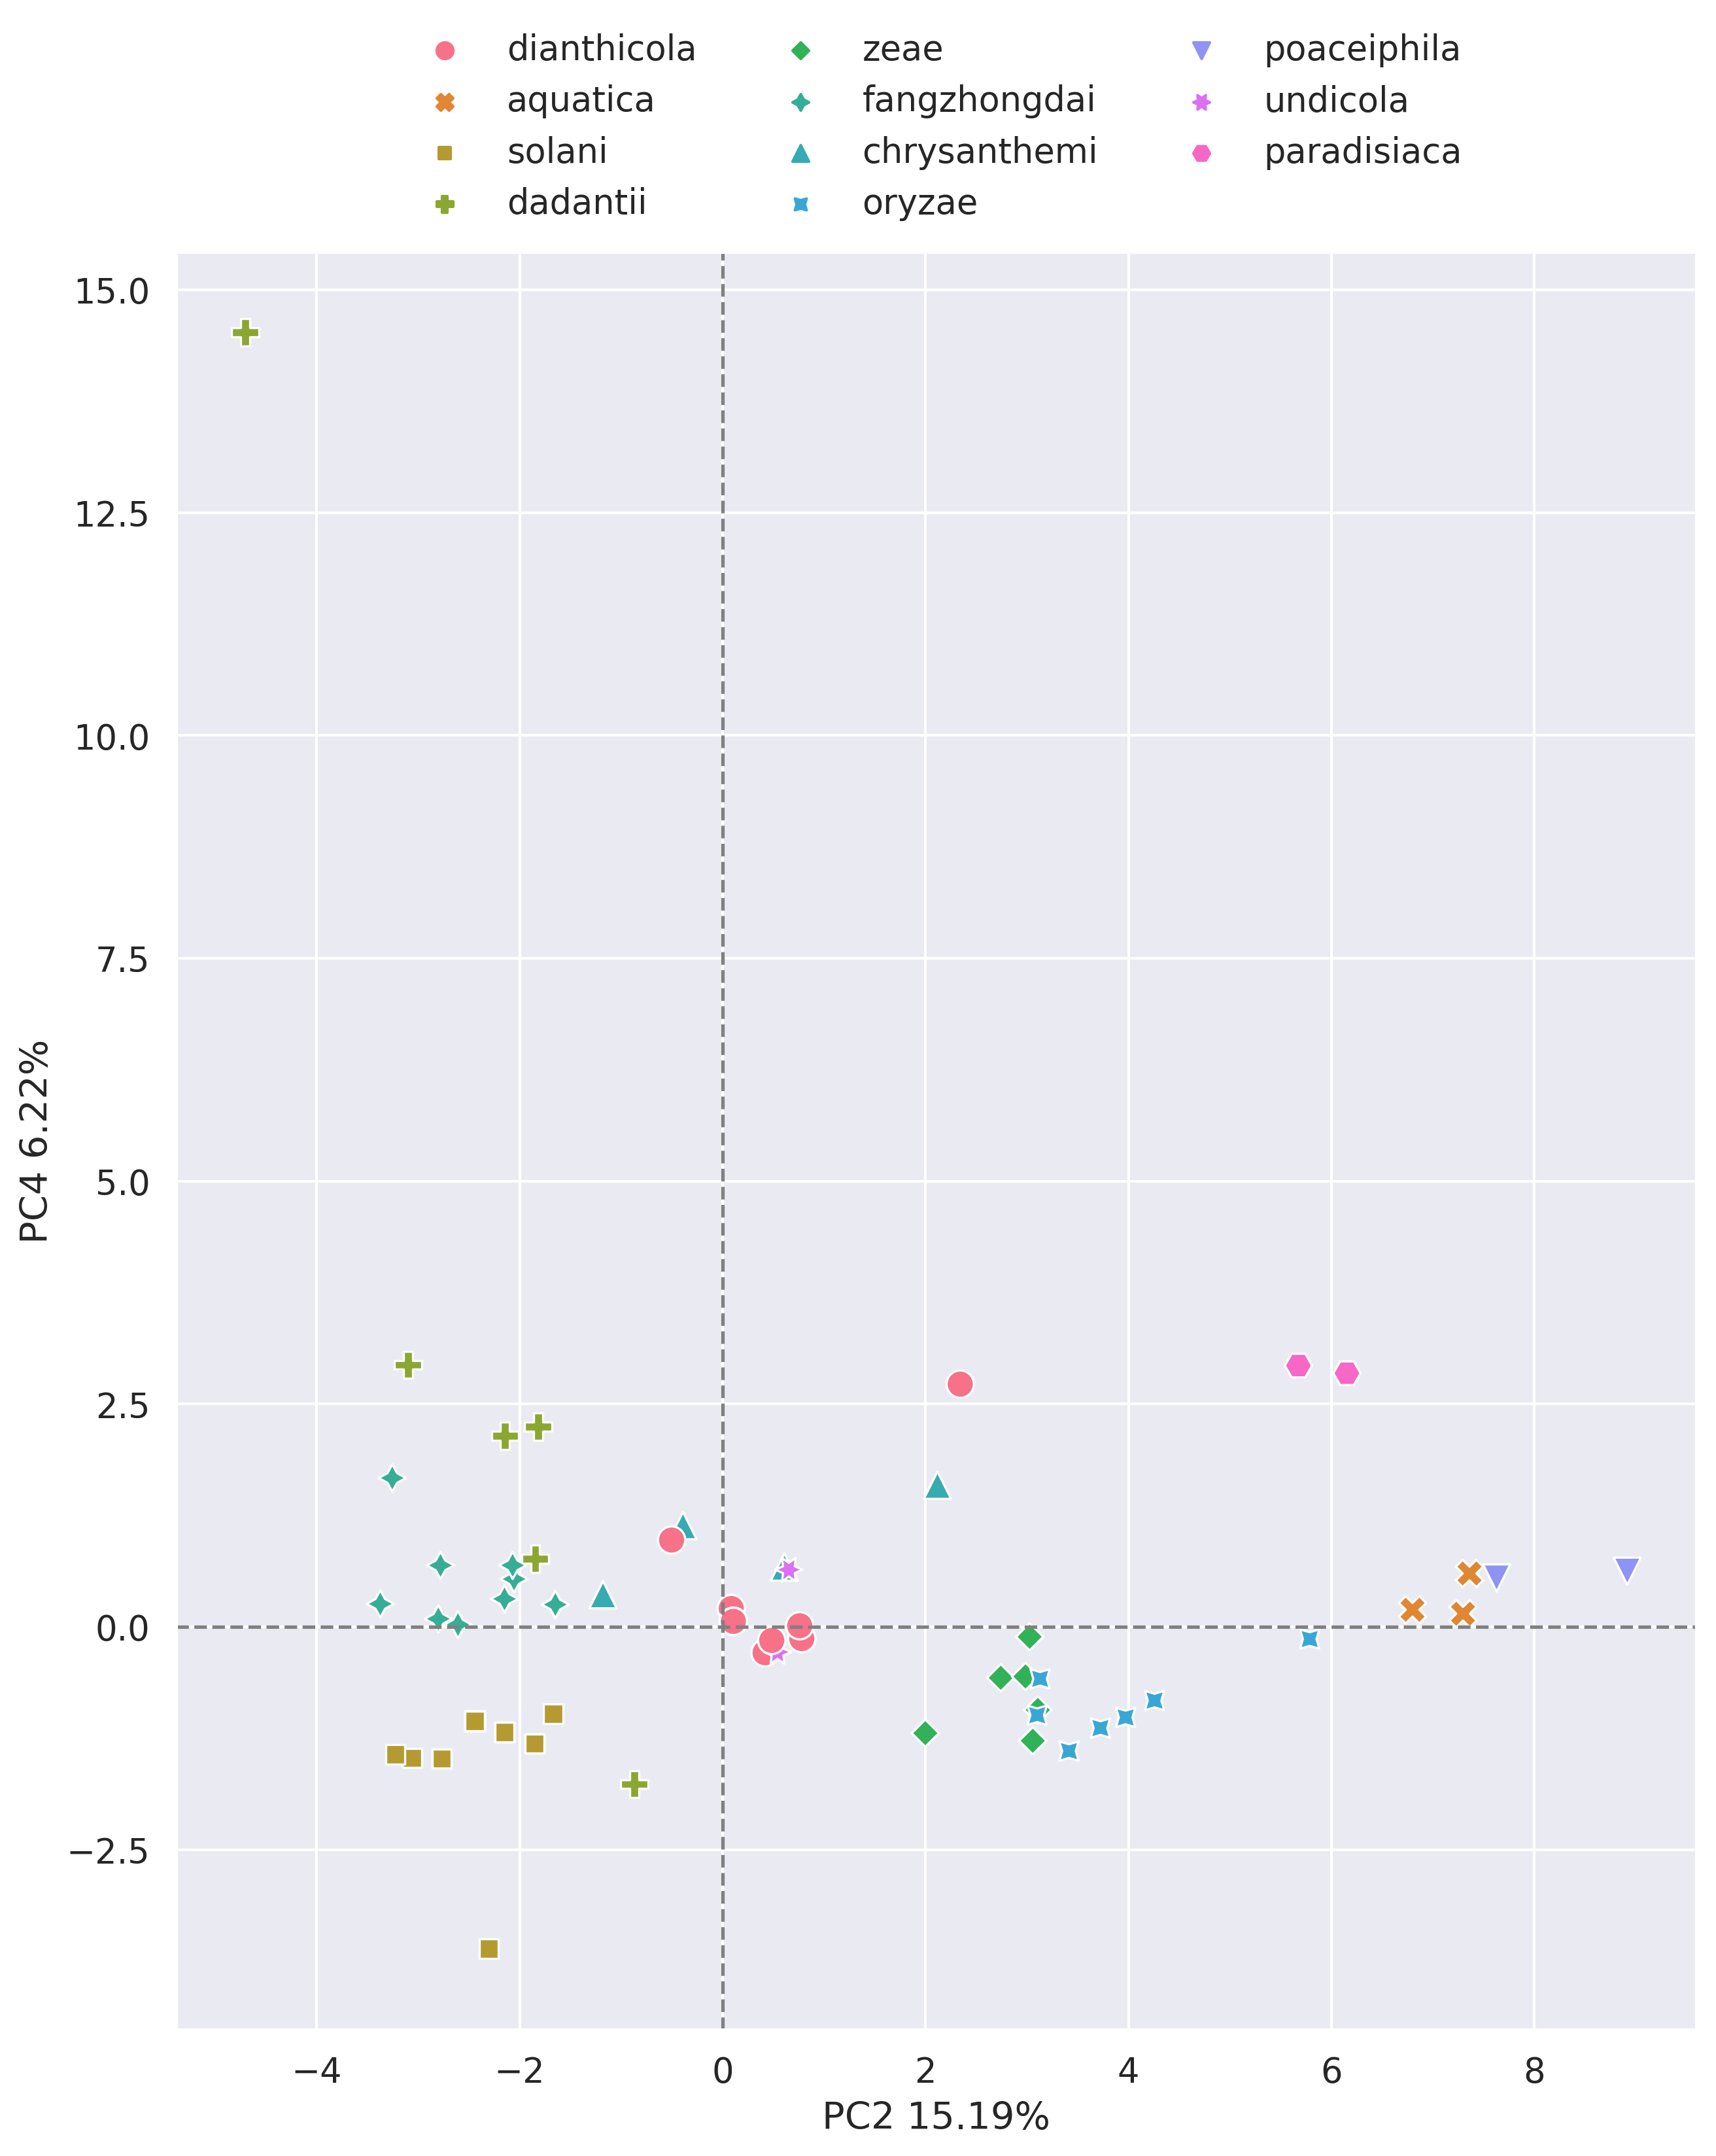 dianthicola zeae poaceiphila
aquatica fangzhongdai undicola
solani chrysanthemi paradisiaca
dadantii oryzae
15.0
12.5
10.0
7.5
5.0
2.5
0.0
−2.5
PC4 6.22%
−4 −2 0 2 4 6 8
PC2 15.19%